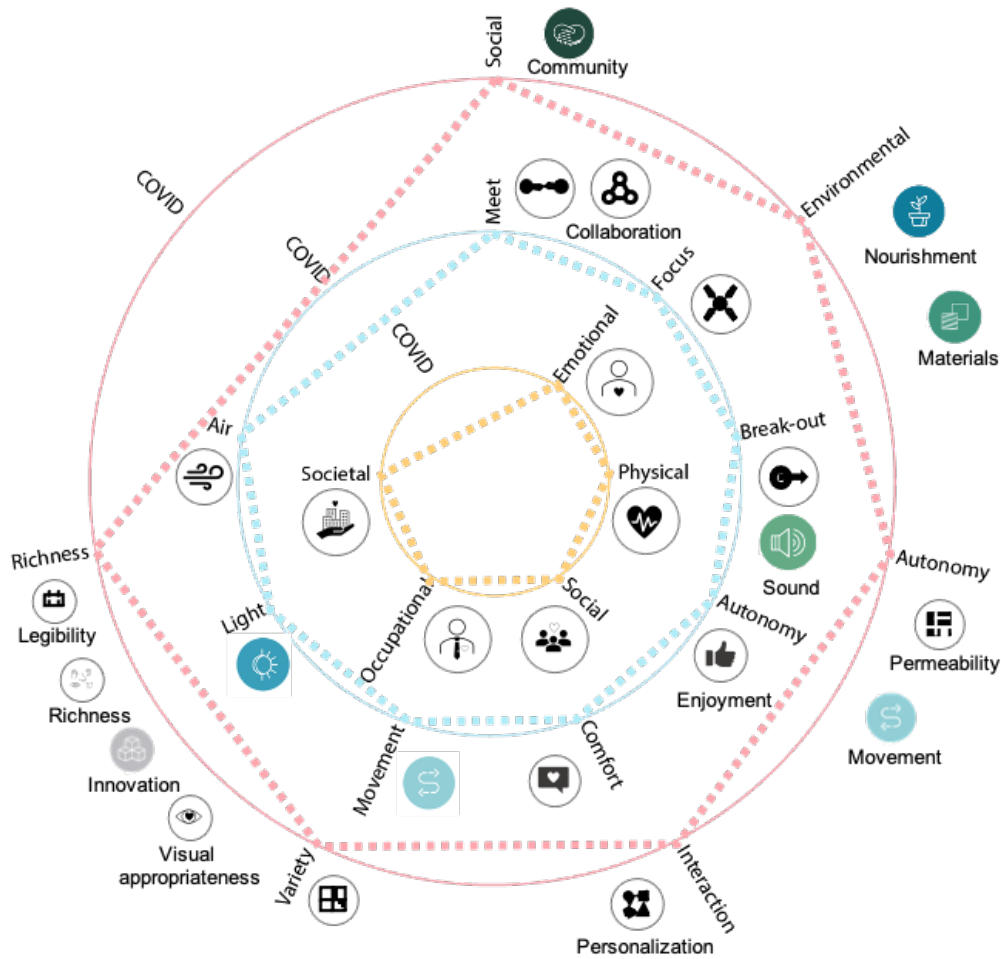 Social
Community
Environmental
COVID
Nourishment
Meet
Collaboration
COVID
Focus
Materials
COVID
Emotional
Air
Break-out
Societal
Physical
Richness
Autonomy
Sound
Legibility
Light
Occupational
Social
Autonomy
Permeability
Richness
Enjoyment
Movement
Innovation
Movement
Comfort
Visual
appropriateness
Variety
Interaction
Personalization